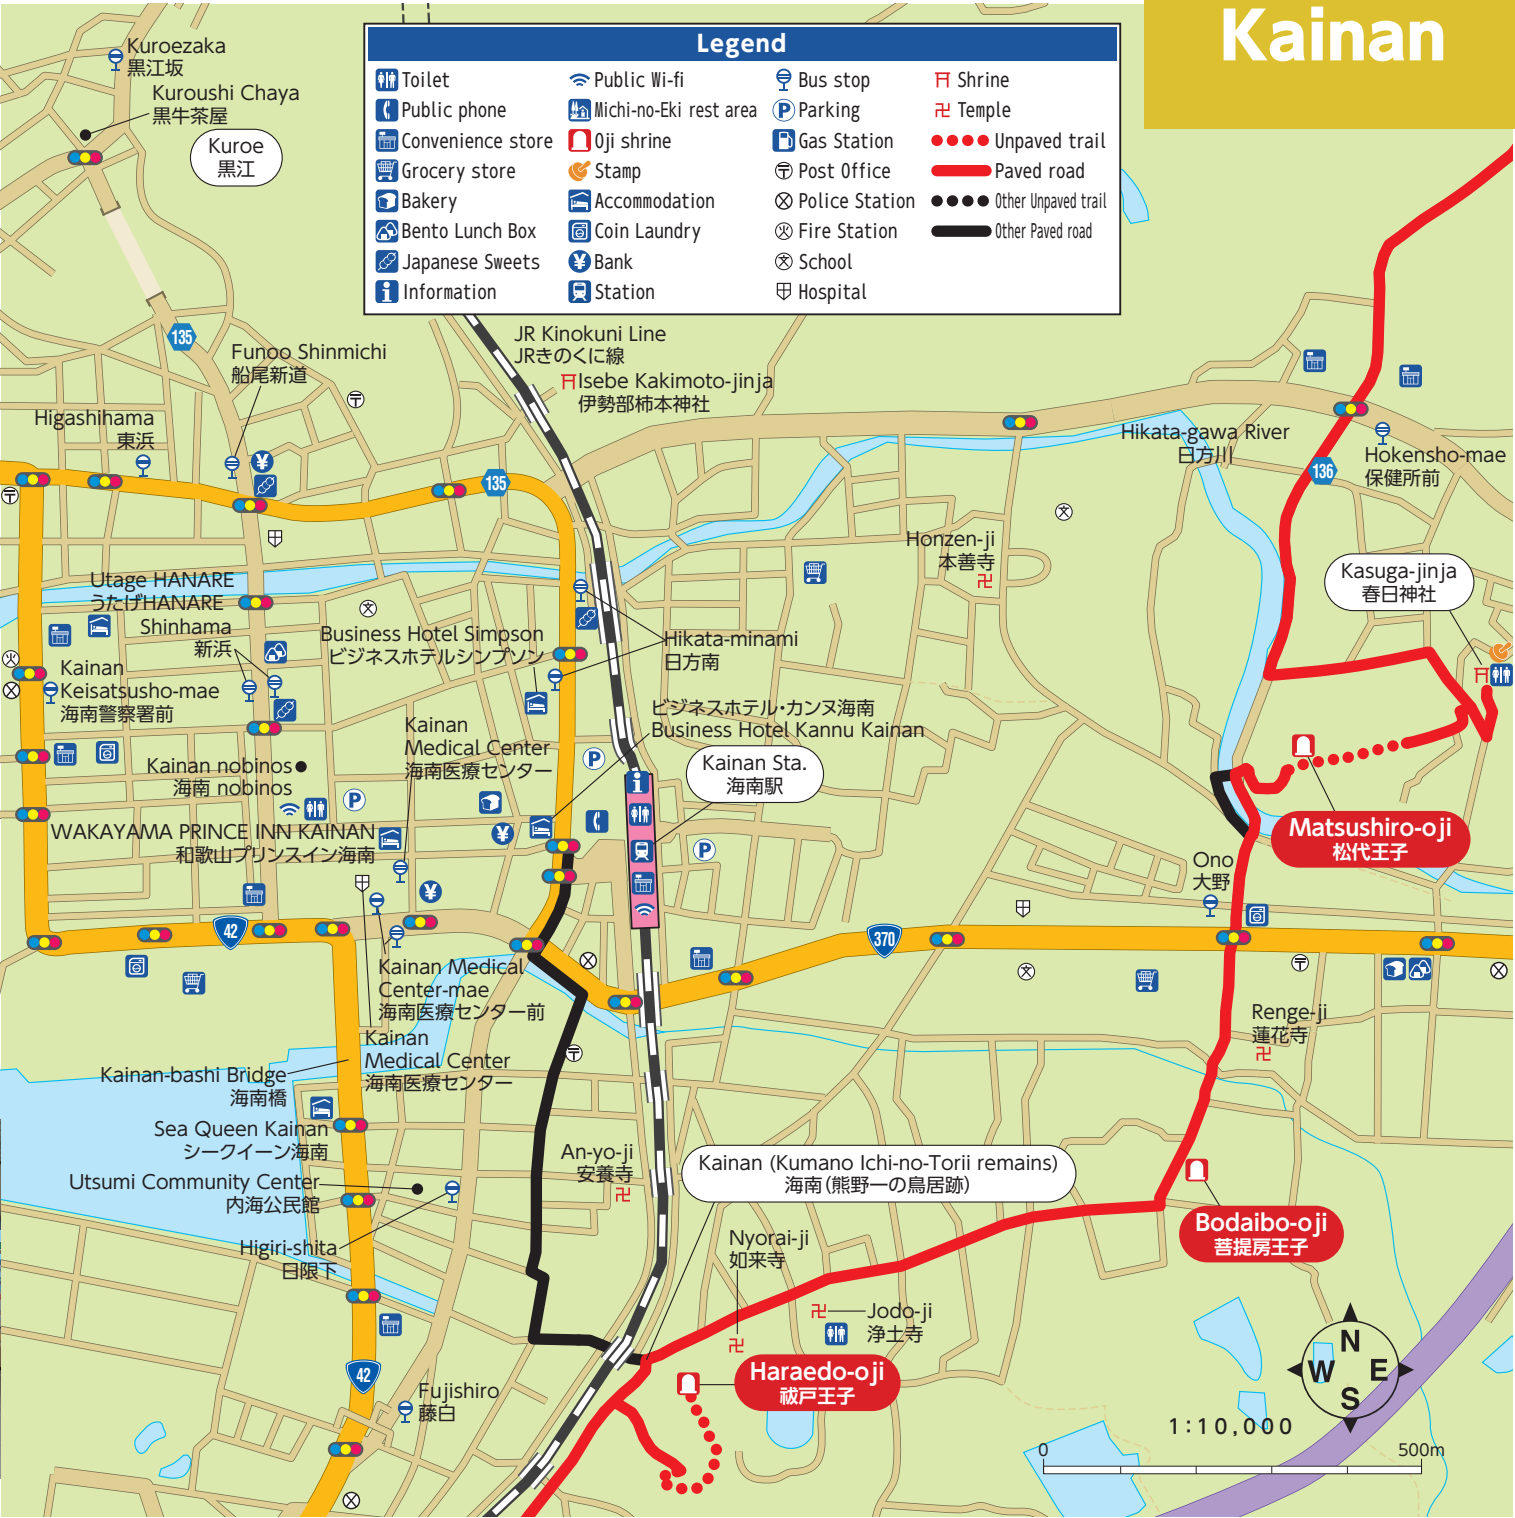 Kainan
Legend
Toilet
Public phone
Convenience store
Grocery store
Bakery
Bento Lunch Box
Japanese Sweets
Information
Public Wi-fi
Michi-no-Eki rest area
Oji shrine
Stamp
Accommodation
Coin Laundry
Bank
Station
Bus stop
Parking
Gas Station
Post Office
Police Station
Fire Station
School
Hospital
Shrine
Temple
Unpaved trail
Paved road
Other Unpaved trail
Other Paved road
Kuroezaka
黒江坂
Kuroushi Chaya
黒牛茶屋
Kuroe
黒江
135
JR Kinokuni Line
JRきのくに線
Funoo Shinmichi
船尾新道
Isebe Kakimoto-jinja
伊勢部柿本神社
Higashihama
東浜
135
Hikata-gawa River
日方川
136
Hokensho-mae
保健所前
Honzen-ji
本善寺
Kasuga-jinja
春日神社
Utage HANARE
うたげHANARE
Shinhama
新浜
Business Hotel Simpson
ビジネスホテルシンプソン
Hikata-minami
日方南
Kainan
Keisatsusho-mae
海南警察署前
ビジネスホテル・カンヌ海南
Business Hotel Kannu Kainan
Kainan
Medical Center
海南医療センター
Kainan Sta.
海南駅
Kainan nobinos
海南 nobinos
P
P
P
WAKAYAMA PRINCE INN KAINAN
和歌山プリンスイン海南
Matsushiro-oji
松代王子
Ono
大野
42
370
Kainan Medical
Center-mae
海南医療センター前
Renge-ji
蓮花寺
Kainan
Medical Center
海南医療センター
Kainan-bashi Bridge
海南橋
Sea Queen Kainan
シークイーン海南
An-yo-ji
安養寺
Kainan (Kumano Ichi-no-Torii remains)
海南（熊野一の鳥居跡）
Utsumi Community Center
内海公民館
Bodaibo-oji
菩提房王子
Nyorai-ji
如来寺
Higiri-shita
日限下
Jodo-ji
浄土寺
Haraedo-oji
祓戸王子
42
Fujishiro
藤白
N
W E
S
1:10,000
0 500m